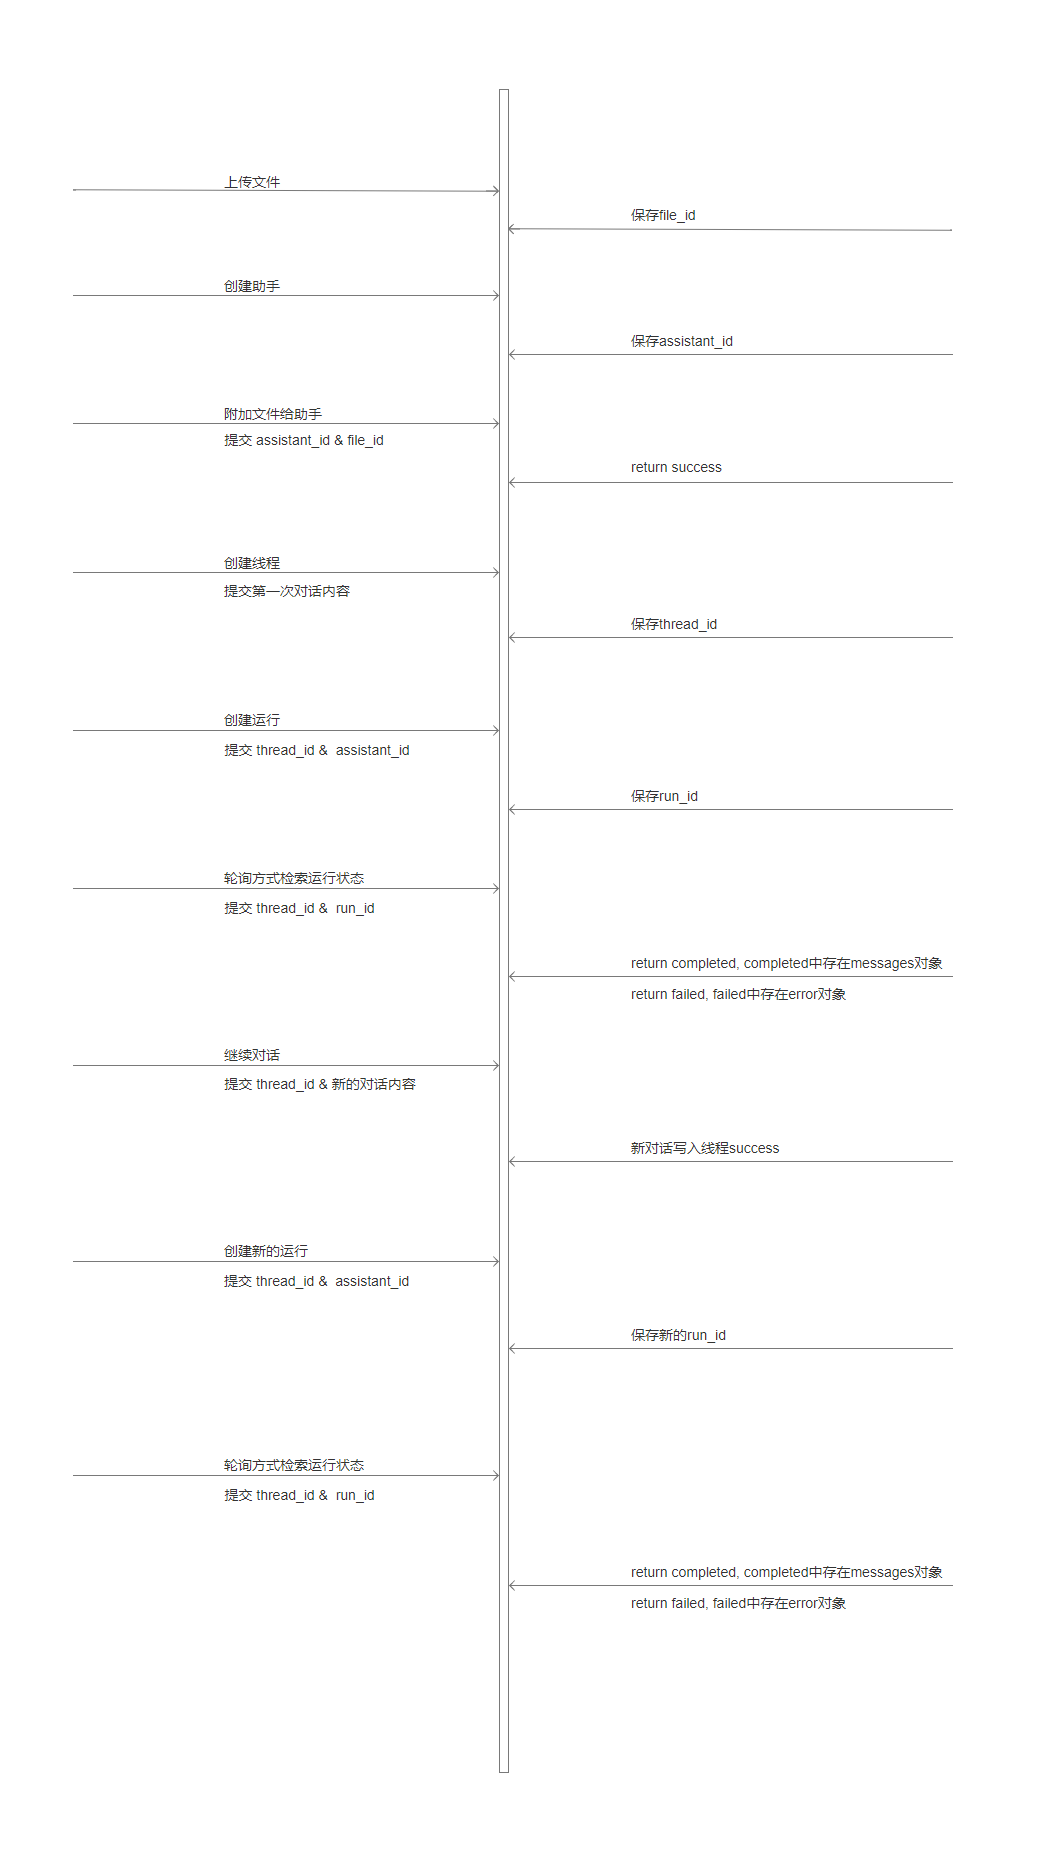 上传文件
保存file_id
创建助手
保存assistant_id
附加文件给助手
提交 assistant_id & file_id
return success
创建线程
提交第一次对话内容
保存thread_id
创建运行
提交 thread_id &  assistant_id
保存run_id
轮询方式检索运行状态
提交 thread_id &  run_id
return completed, completed中存在messages对象
return failed, failed中存在error对象
继续对话
提交 thread_id & 新的对话内容
新对话写入线程success
创建新的运行
提交 thread_id &  assistant_id
保存新的run_id
轮询方式检索运行状态
提交 thread_id &  run_id
return completed, completed中存在messages对象
return failed, failed中存在error对象